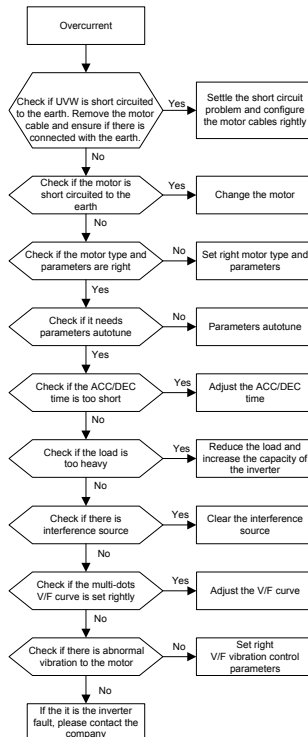 Overcurrent
Check if UVW is short circuited
to the earth. Remove the motor
cable and ensure if there is
connected with the earth.
Yes
Settle the short circuit
problem and configure
the motor cables rightly
No
Check if the motor is
short circuited to the
earth
Yes
Change the motor
No
Check if the motor type and
parameters are right
No
Set right motor type and
parameters
Yes
Check if it needs
parameters autotune
No
Parameters autotune
Yes
Check if the ACC/DEC
time is too short
Yes
Adjust the ACC/DEC
time
No
Check if the load is
too heavy
Yes
Reduce the load and
increase the capacity of
the inverter
No
Check if there is
interference source
Yes
Clear the interference
source
No
Check if the multi-dots
V/F curve is set rightly
Yes
Adjust the V/F curve
No
Check if there is abnormal
vibration to the motor
No
Set right
V/F vibration control
parameters
No
If the it is the inverter
fault, please contact the
company